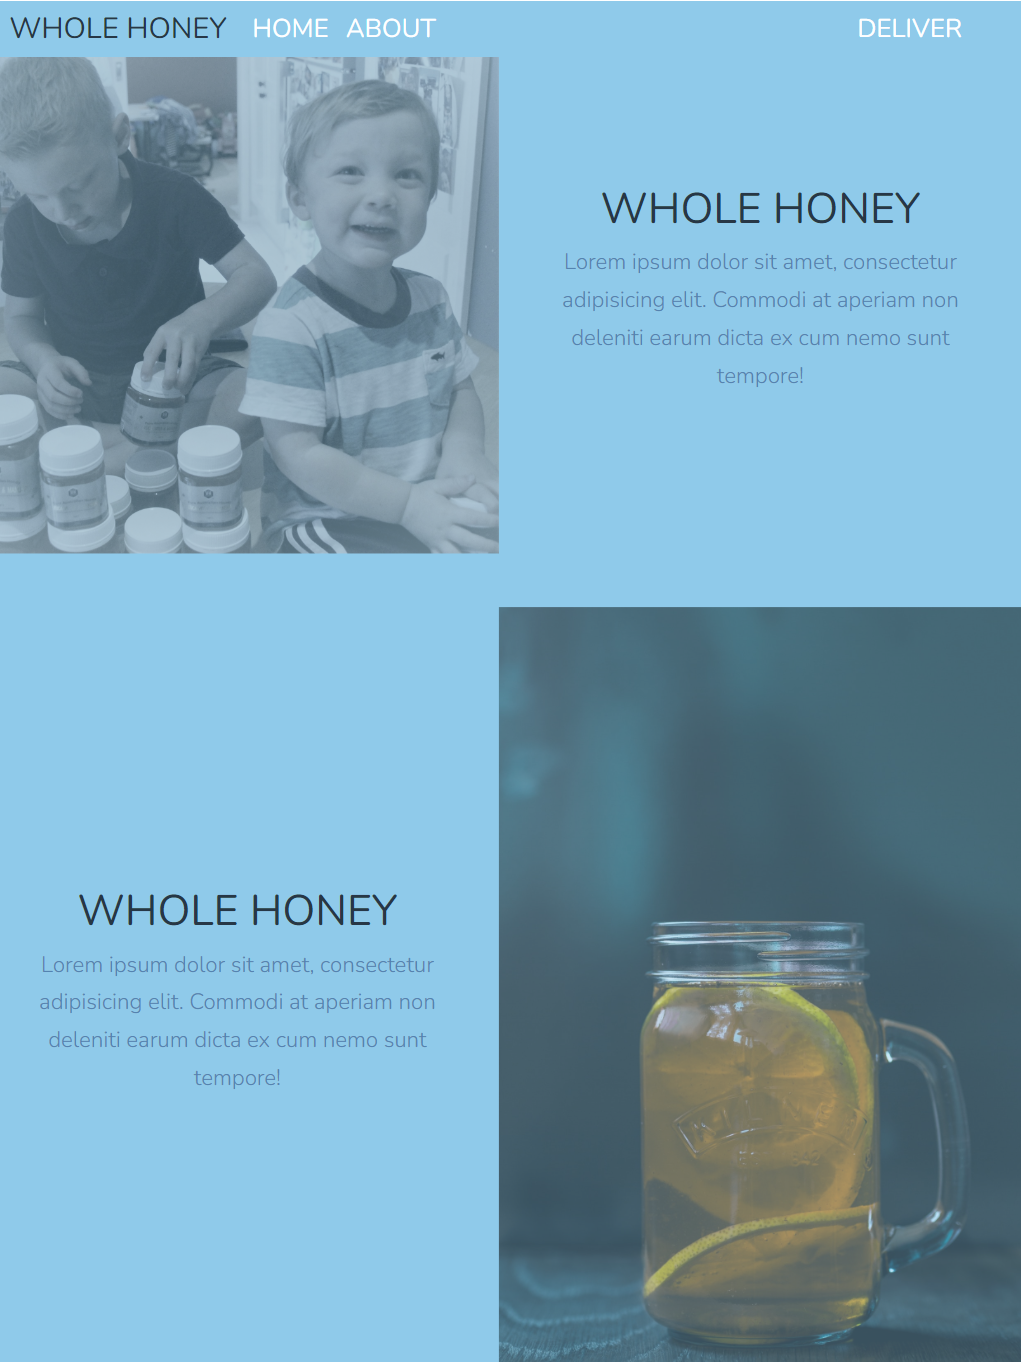 WHOLE HONEY HOME ABOUT DELIVER
WHOLE HONEY
Lorem ipsum dolor sit amet, consectetur
adipisicing elit. Commodi at aperiam non
deleniti earum dicta ex cum nemo sunt
tempore!
WHOLE HONEY
Lorem ipsum dolor sit amet, consectetur
adipisicing elit. Commodi at aperiam non
deleniti earum dicta ex cum nemo sunt
tempore!